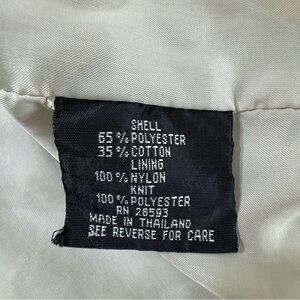 SHELL
65% POLYESTER
35% COTTON
LINING
100% NYLON
KNIT
100% POLYESTER
RN 26593
MADE IN THAILAND
SEE REVERSE FOR CARE